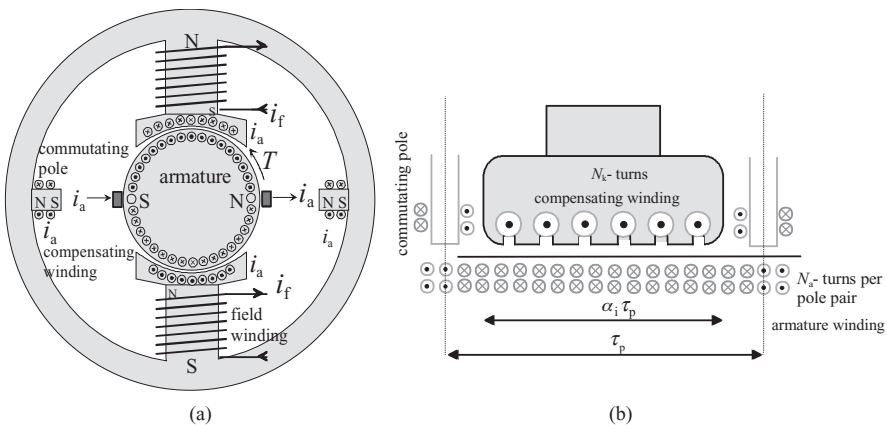 N
S
i_f
i_a
commutating
pole
T
armature
i_a
S
N
i_a
N S
N S
i_a
i_a
compensating
winding
i_a
N
i_f
field
winding
S
(a)
commutating pole
N_k- turns
compensating winding
N_a- turns per
pole pair
α_i τ_p
armature winding
τ_p
(b)